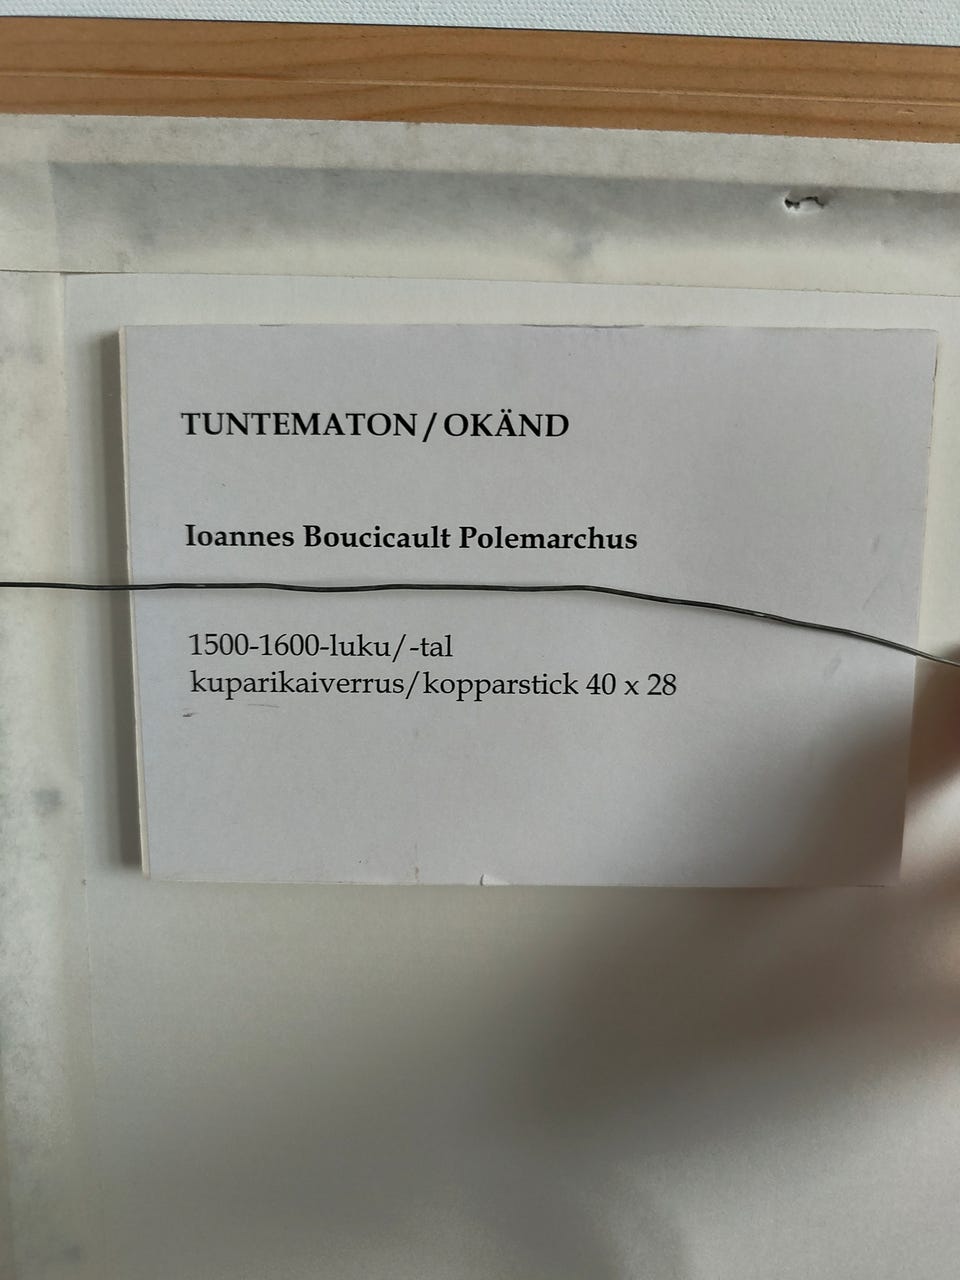 TUNTEMATON / OKÄND
Ioannes Boucicault Polemarchus
1500-1600-luku/-tal
kuparikaiverrus/kopparstick 40 x 28